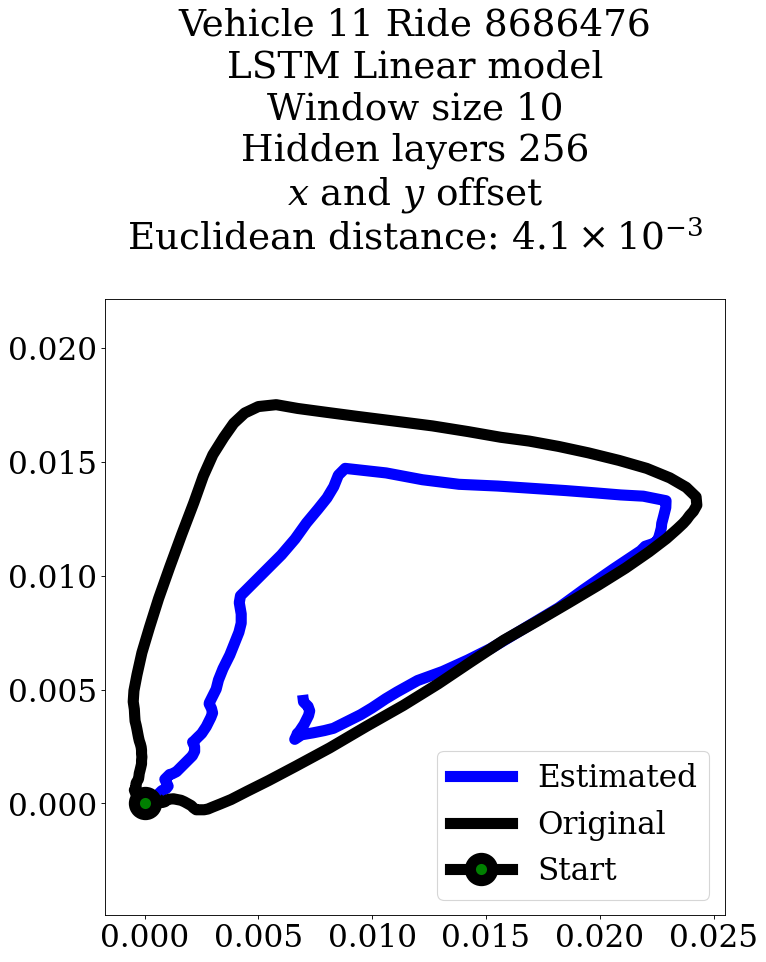 Vehicle 11 Ride 8686476
LSTM Linear model
Window size 10
Hidden layers 256
x and y offset
Euclidean distance: 4.1 × 10⁻³
0.020
0.015
0.010
0.005
0.000
Estimated
Original
Start
0.000 0.005 0.010 0.015 0.020 0.025